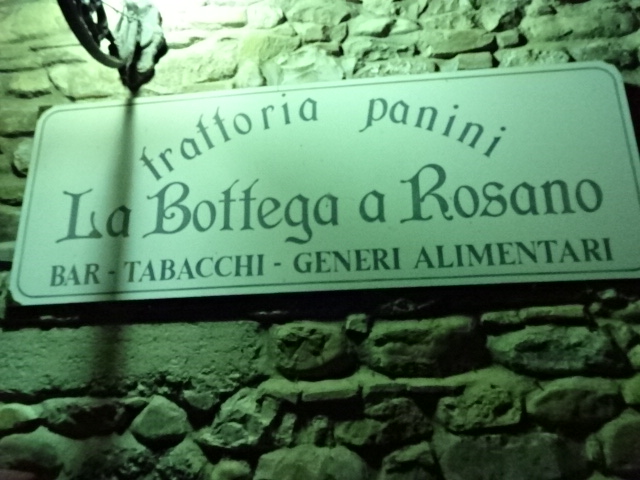 trattoria panini
La Bottega a Rosano
BAR - TABACCHI - GENERI ALIMENTARI